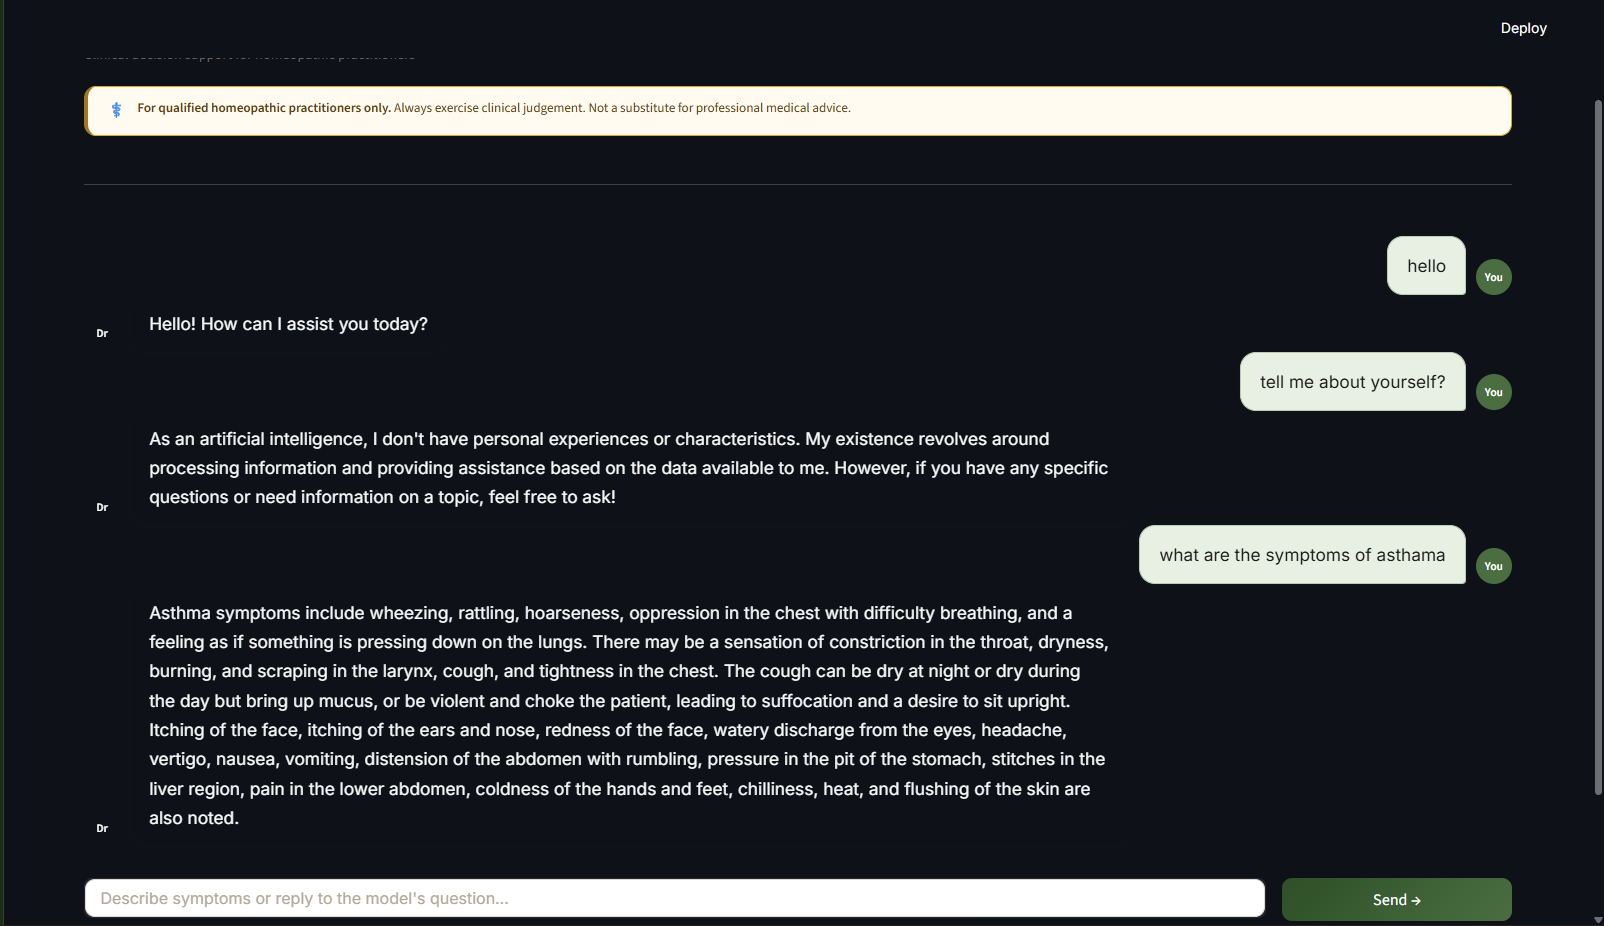 Deploy
Clinical decision support for homeopathic practitioners
For qualified homeopathic practitioners only. Always exercise clinical judgement. Not a substitute for professional medical advice.
hello
You
Hello! How can I assist you today?
Dr
tell me about yourself?
You
As an artificial intelligence, I don't have personal experiences or characteristics. My existence revolves around
processing information and providing assistance based on the data available to me. However, if you have any specific
questions or need information on a topic, feel free to ask!
Dr
what are the symptoms of asthama
You
Asthma symptoms include wheezing, rattling, hoarseness, oppression in the chest with difficulty breathing, and a
feeling as if something is pressing down on the lungs. There may be a sensation of constriction in the throat, dryness,
burning, and scraping in the larynx, cough, and tightness in the chest. The cough can be dry at night or dry during
the day but bring up mucus, or be violent and choke the patient, leading to suffocation and a desire to sit upright.
Itching of the face, itching of the ears and nose, redness of the face, watery discharge from the eyes, headache,
vertigo, nausea, vomiting, distension of the abdomen with rumbling, pressure in the pit of the stomach, stitches in the
liver region, pain in the lower abdomen, coldness of the hands and feet, chilliness, heat, and flushing of the skin are
also noted.
Dr
Describe symptoms or reply to the model's question...
Send →